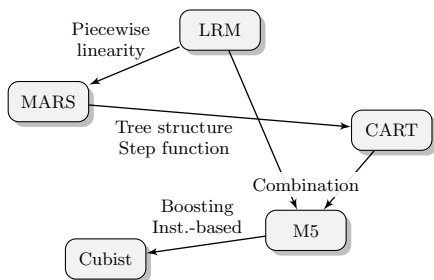 LRM
Piecewise
linearity
MARS
Tree structure
Step function
CART
Combination
Boosting
Inst.-based
M5
Cubist